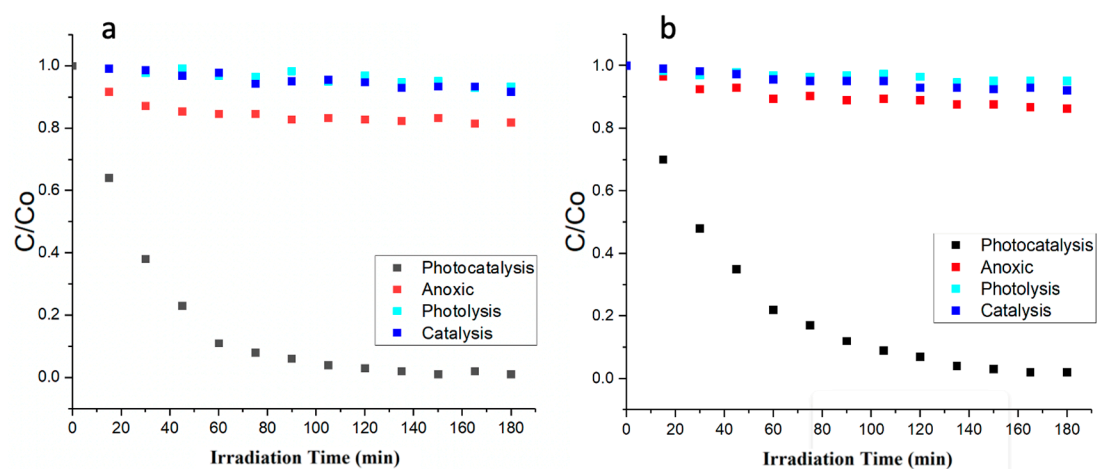 a
1.0
0.8
0.6
0.4
0.2
0.0
C/Co
Photocatalysis
Anoxic
Photolysis
Catalysis
0 20 40 60 80 100 120 140 160 180
Irradiation Time (min)
b
1.0
0.8
0.6
0.4
0.2
0.0
C/Co
Photocatalysis
Anoxic
Photolysis
Catalysis
0 20 40 60 80 100 120 140 160 180
Irradiation Time (min)